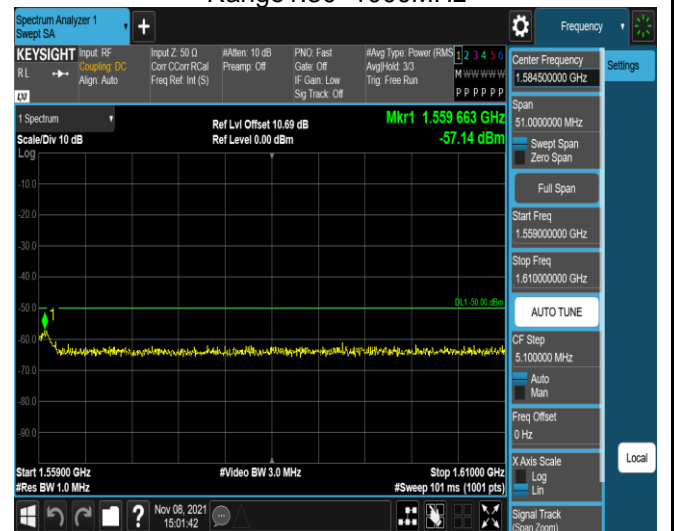 Spectrum Analyzer 1
Swept SA
+
Frequency
KEYSIGHT
RL
LXI
Input: RF
Coupling: DC
Align: Auto
Input Z: 50 Ω
Corr CCorr RCal
Freq Ref: Int (S)
#Atten: 10 dB
Preamp: Off
PNO: Fast
Gate: Off
IF Gain: Low
Sig Track: Off
#Avg Type: Power (RMS
Avg|Hold: 3/3
Trig: Free Run
1 2 3 4 5 6
M W W W W W
P P P P P P
Center Frequency
1.584500000 GHz
Settings
Span
51.0000000 MHz
Swept Span
Zero Span
Full Span
Start Freq
1.559000000 GHz
Stop Freq
1.610000000 GHz
AUTO TUNE
CF Step
5.100000 MHz
Auto
Man
Freq Offset
0 Hz
X Axis Scale
Log
Lin
Local
Signal Track
(Span Zoom)
1 Spectrum
Scale/Div 10 dB
Log
Ref Lvl Offset 10.69 dB
Ref Level 0.00 dBm
Mkr1 1.559 663 GHz
-57.14 dBm
-10.0
-20.0
-30.0
-40.0
-50.0
-60.0
-70.0
-80.0
-90.0
1
DL1 -50.00 dBm
Start 1.55900 GHz
#Res BW 1.0 MHz
#Video BW 3.0 MHz
Stop 1.61000 GHz
#Sweep 101 ms (1001 pts)
?
Nov 08, 2021
15:01:42